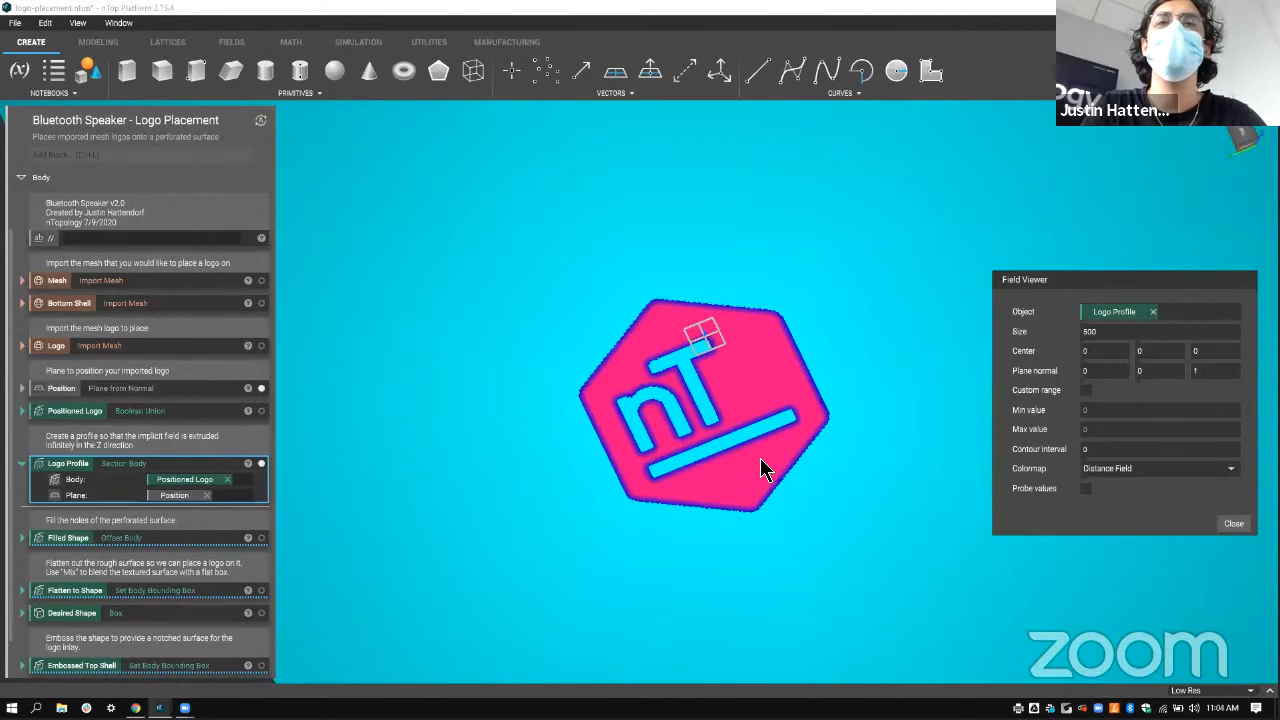 logo-placement.ntop* - nTop Platform 2.13.4
File Edit View Window
CREATE MODELING LATTICES FIELDS MATH SIMULATION UTILITIES MANUFACTURING
NOTEBOOKS PRIMITIVES VECTORS CURVES
Justin Hatten...
Bluetooth Speaker - Logo Placement
Places imported mesh logos onto a perforated surface
Add Block... (Ctrl-L)
Body
Bluetooth Speaker v2.0
Created by Justin Hattendorf
nTopology 7/9/2020
ab //
Import the mesh that you would like to place a logo on
Mesh Import Mesh
Bottom Shell Import Mesh
Import the mesh logo to place
Logo Import Mesh
Plane to position your imported logo
Position Plane from Normal
Positioned Logo Boolean Union
Create a profile so that the implicit field is extruded
infinitely in the Z direction
Logo Profile Section Body
Body: Positioned Logo
Plane: Position
Fill the holes of the perforated surface.
Filled Shape Offset Body
Flatten out the rough surface so we can place a logo on it.
Use "Mix" to blend the textured surface with a flat box.
Flatten to Shape Set Body Bounding Box
Desired Shape Box
Emboss the shape to provide a notched surface for the
logo inlay.
Embossed Top Shell Set Body Bounding Box
nT
Field Viewer
Object Logo Profile
Size 500
Center 0 0 0
Plane normal 0 0 1
Custom range
Min value 0
Max value 0
Contour interval 0
Colormap Distance Field
Probe values
Close
zoom
Low Res
11:04 AM